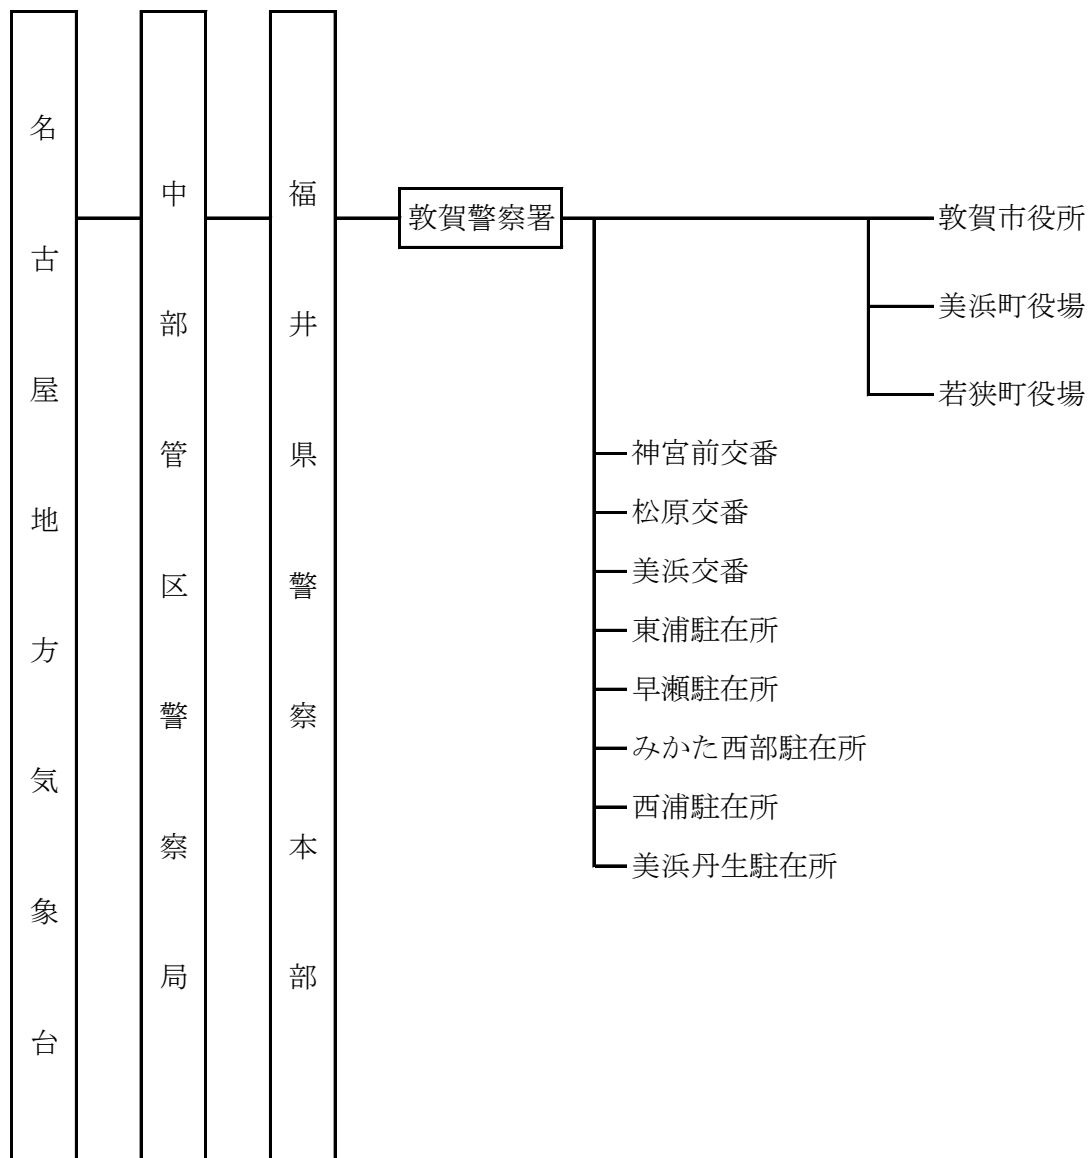 名古屋地方気象台
中部管区警察局
福井県警察本部
敦賀警察署
敦賀市役所
美浜町役場
若狭町役場
神宮前交番
松原交番
美浜交番
東浦駐在所
早瀬駐在所
みかた西部駐在所
西浦駐在所
美浜丹生駐在所